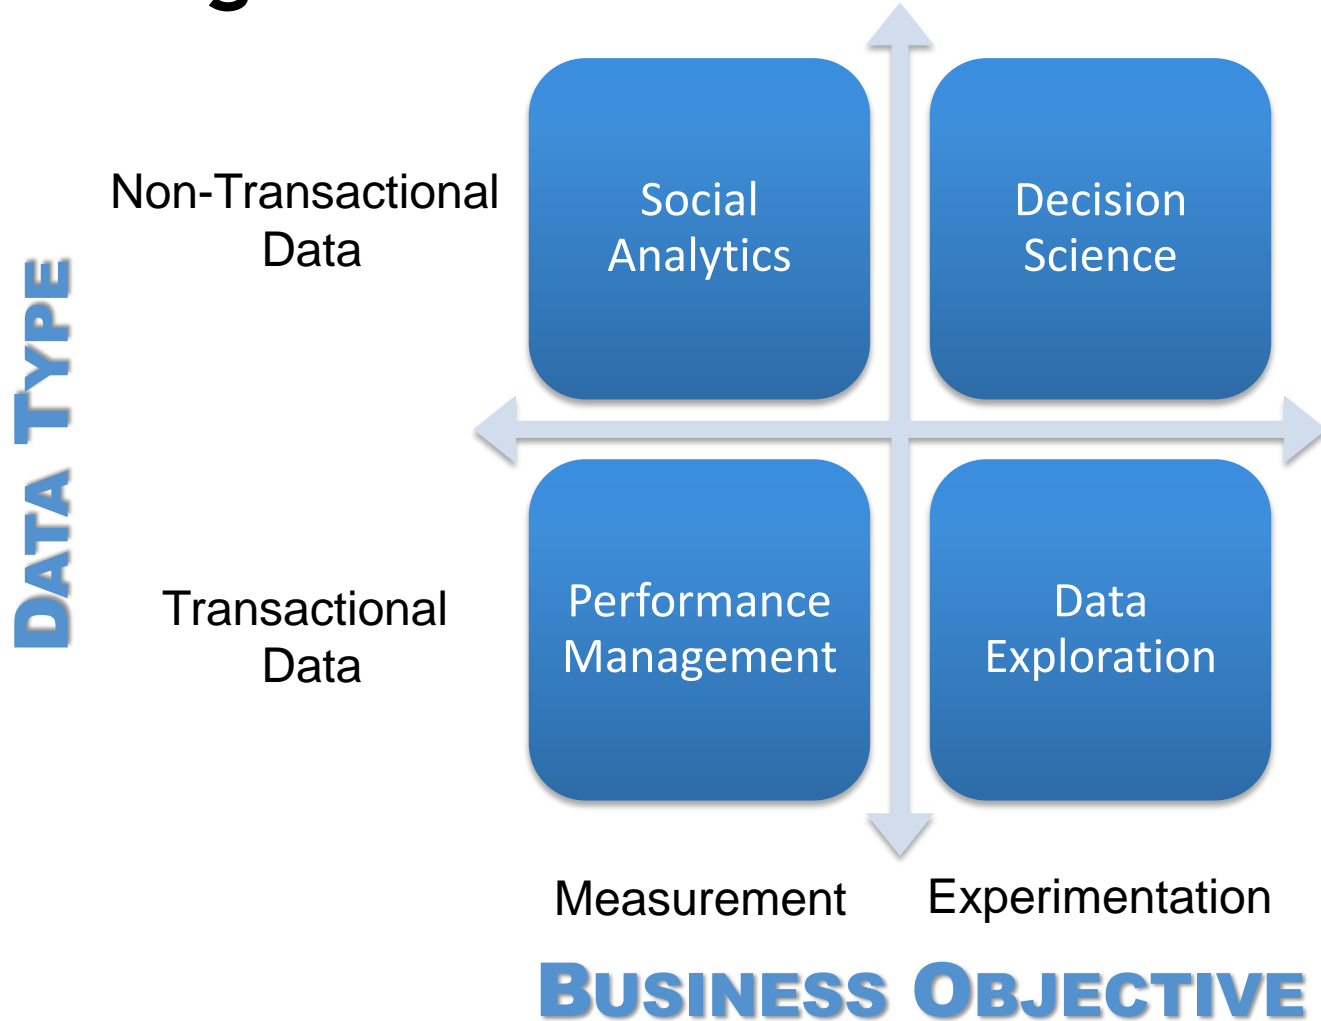 Non-Transactional
Data
Social
Analytics
Decision
Science
DATA TYPE
Transactional
Data
Performance
Management
Data
Exploration
Measurement
Experimentation
BUSINESS OBJECTIVE